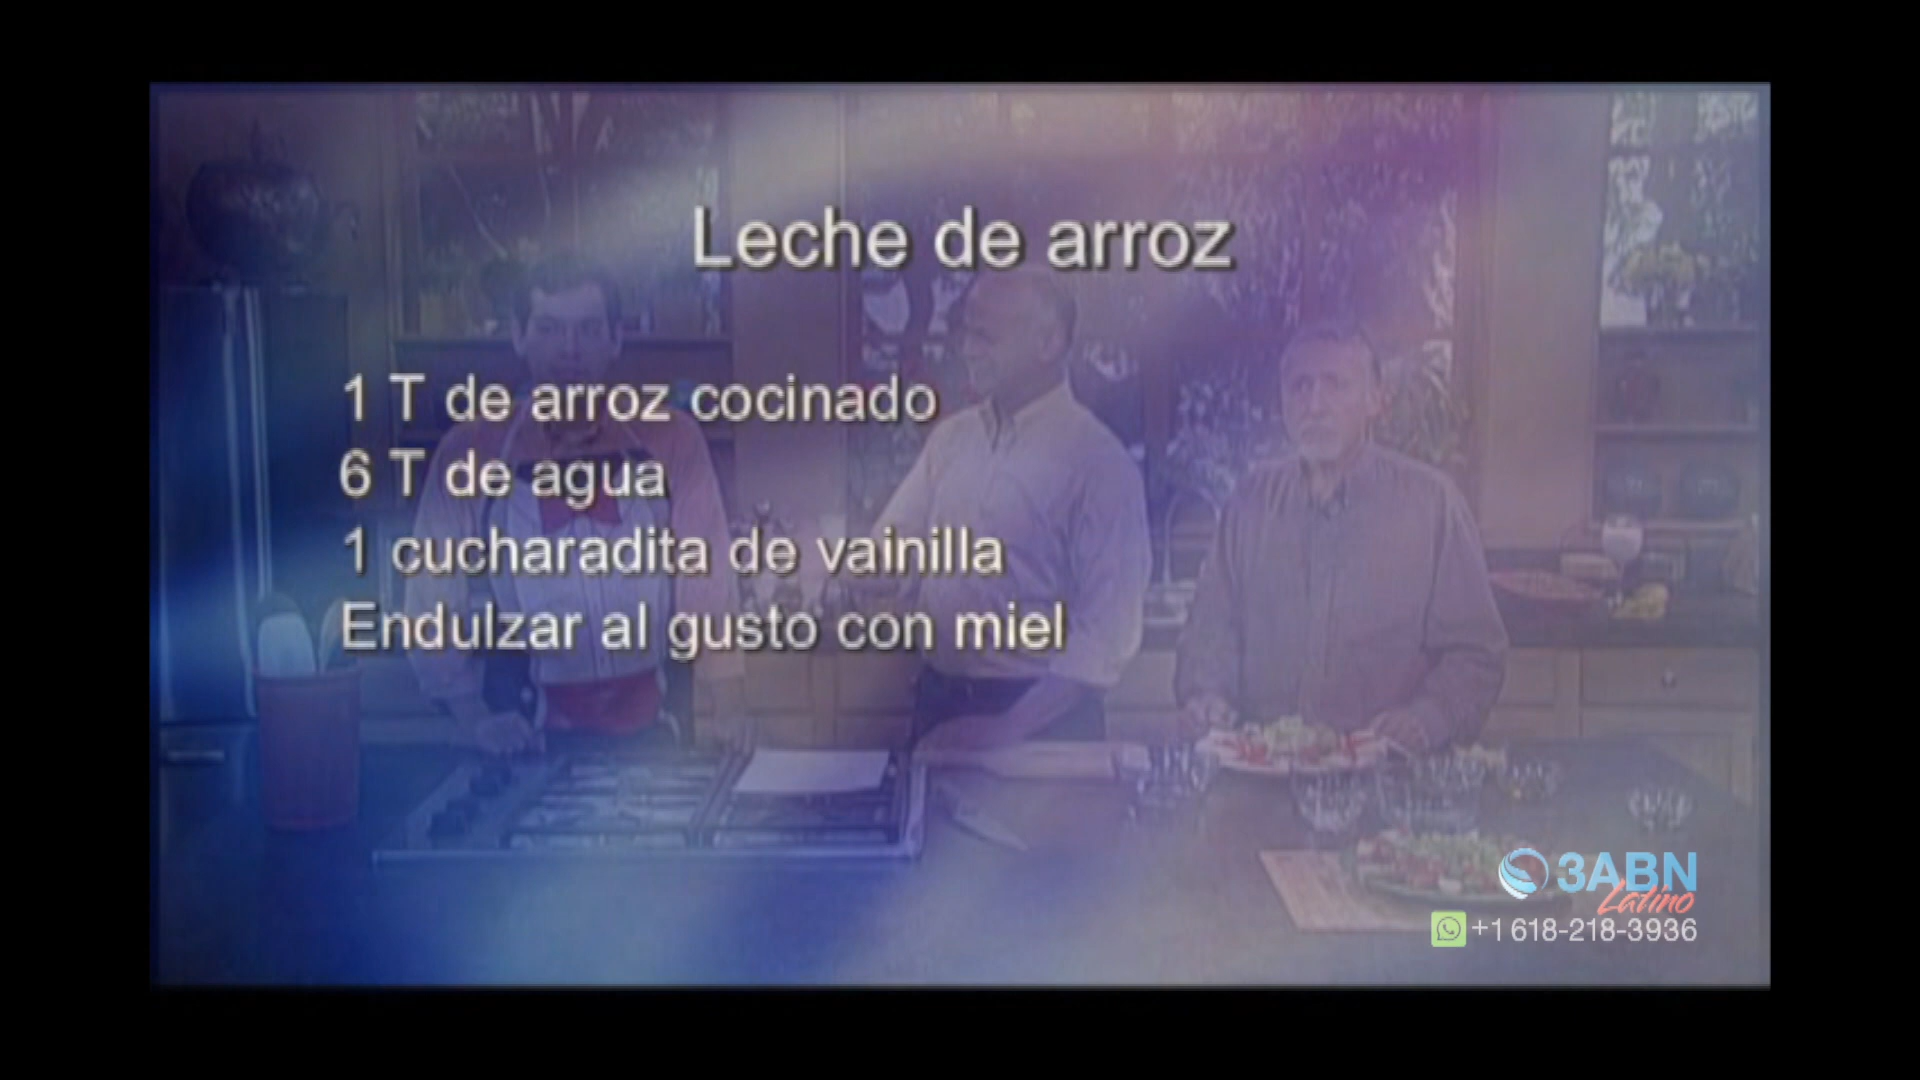 Leche de arroz
1 T de arroz cocinado
6 T de agua
1 cucharadita de vainilla
Endulzar al gusto con miel
3ABN
Latino
+1 618-218-3936